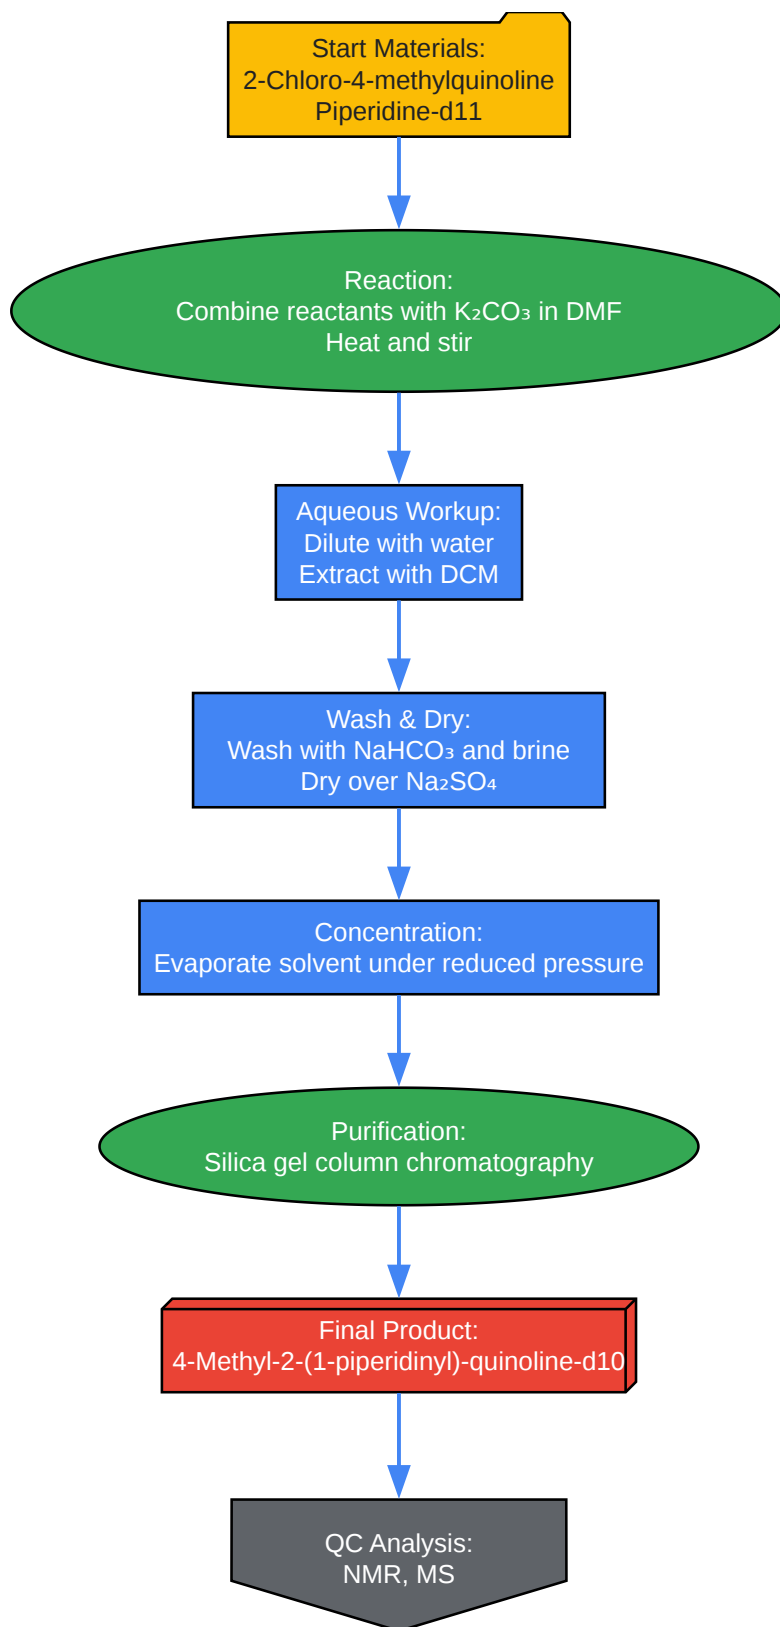 Start Materials:
2-Chloro-4-methylquinoline
Piperidine-d11
Reaction:
Combine reactants with K₂CO₃ in DMF
Heat and stir
Aqueous Workup:
Dilute with water
Extract with DCM
Wash & Dry:
Wash with NaHCO₃ and brine
Dry over Na₂SO₄
Concentration:
Evaporate solvent under reduced pressure
Purification:
Silica gel column chromatography
Final Product:
4-Methyl-2-(1-piperidinyl)-quinoline-d10
QC Analysis:
NMR, MS